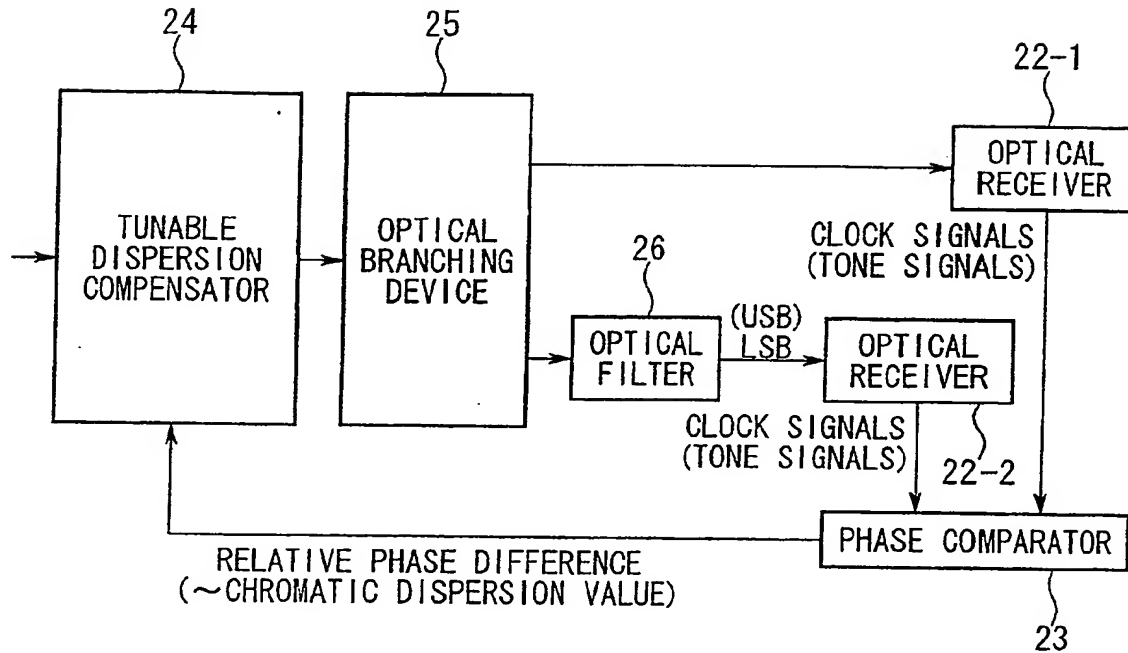 24
25
22-1
TUNABLE
DISPERSION
COMPENSATOR
OPTICAL
BRANCHING
DEVICE
OPTICAL
RECEIVER
CLOCK SIGNALS
(TONE SIGNALS)
26
OPTICAL
FILTER
(USB)
LSB
OPTICAL
RECEIVER
CLOCK SIGNALS
(TONE SIGNALS)
22-2
PHASE COMPARATOR
RELATIVE PHASE DIFFERENCE
(~CHROMATIC DISPERSION VALUE)
23